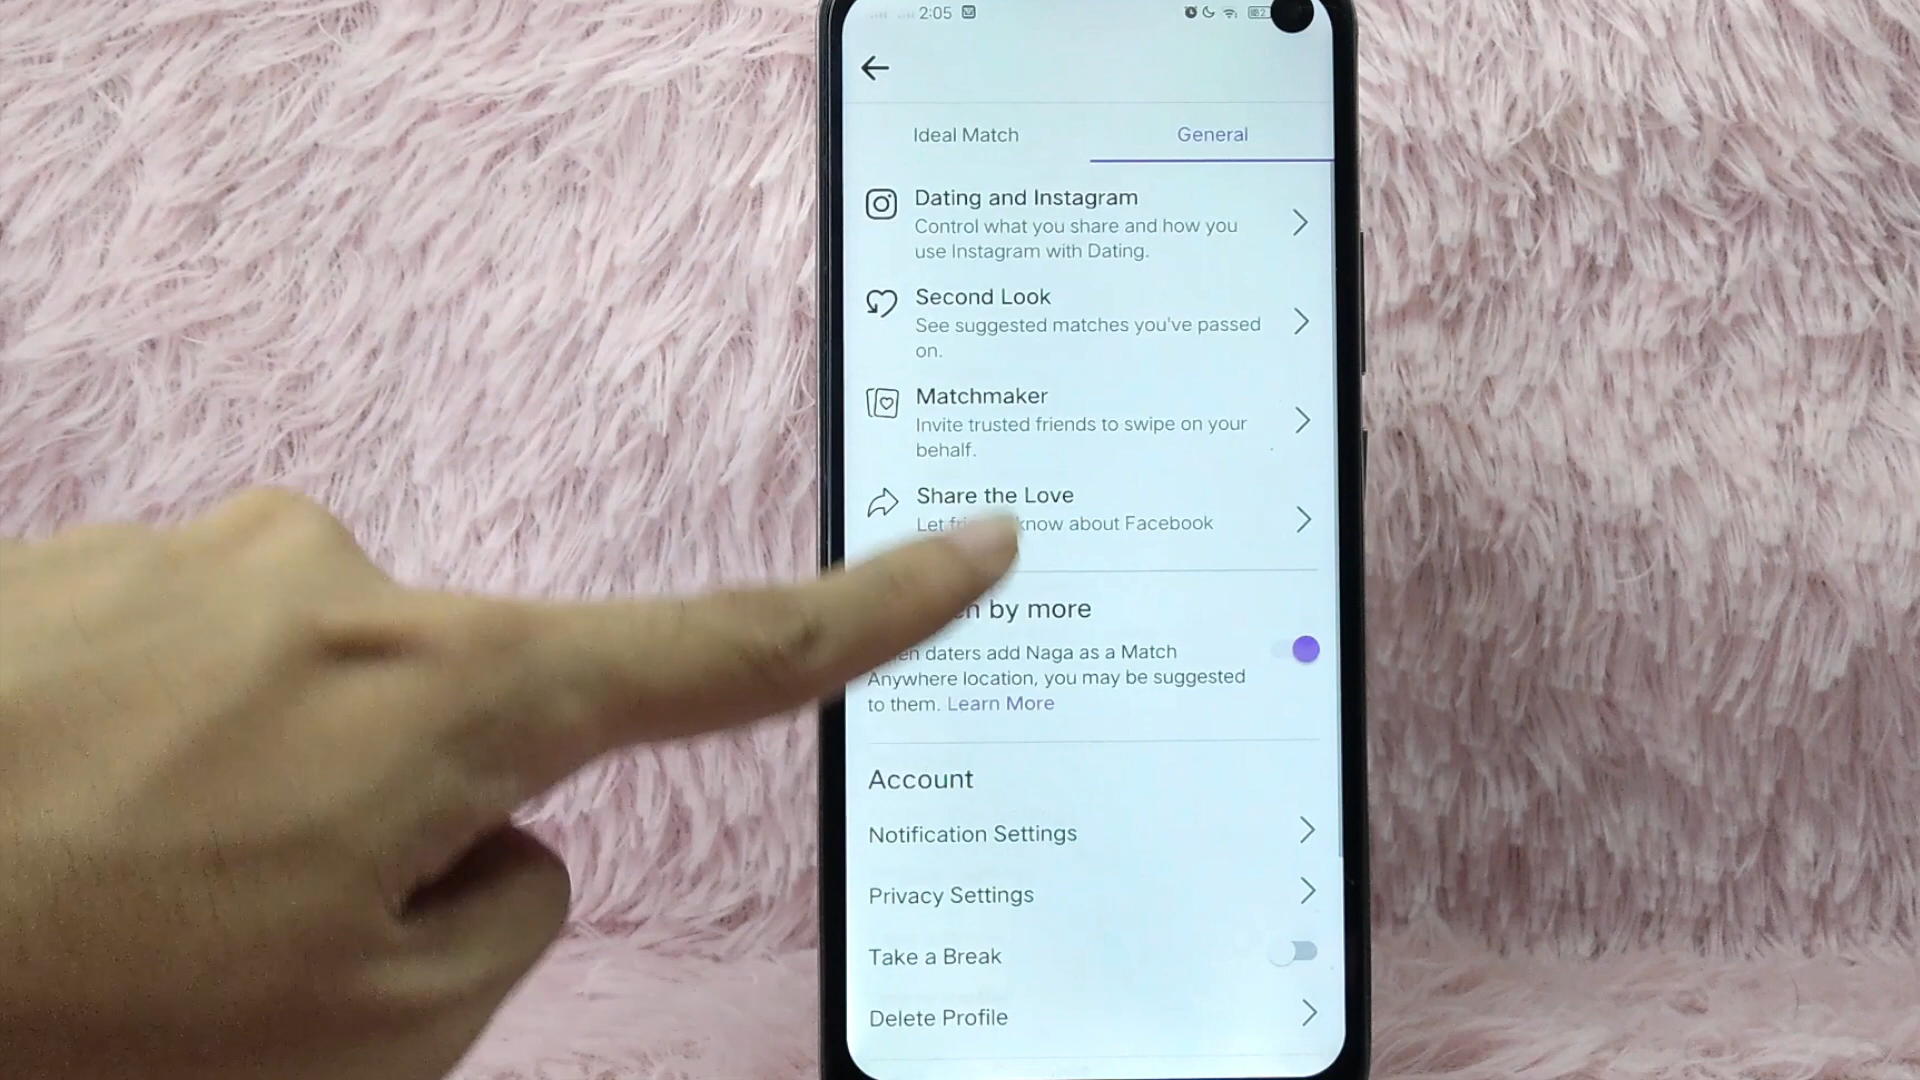 2:05
Ideal Match
General
Dating and Instagram
Control what you share and how you
use Instagram with Dating.
Second Look
See suggested matches you've passed
on.
Matchmaker
Invite trusted friends to swipe on your
behalf.
Share the Love
Let know about Facebook
by more
daters add Naga as a Match
Anywhere location, you may be suggested
to them. Learn More
Account
Notification Settings
Privacy Settings
Take a Break
Delete Profile